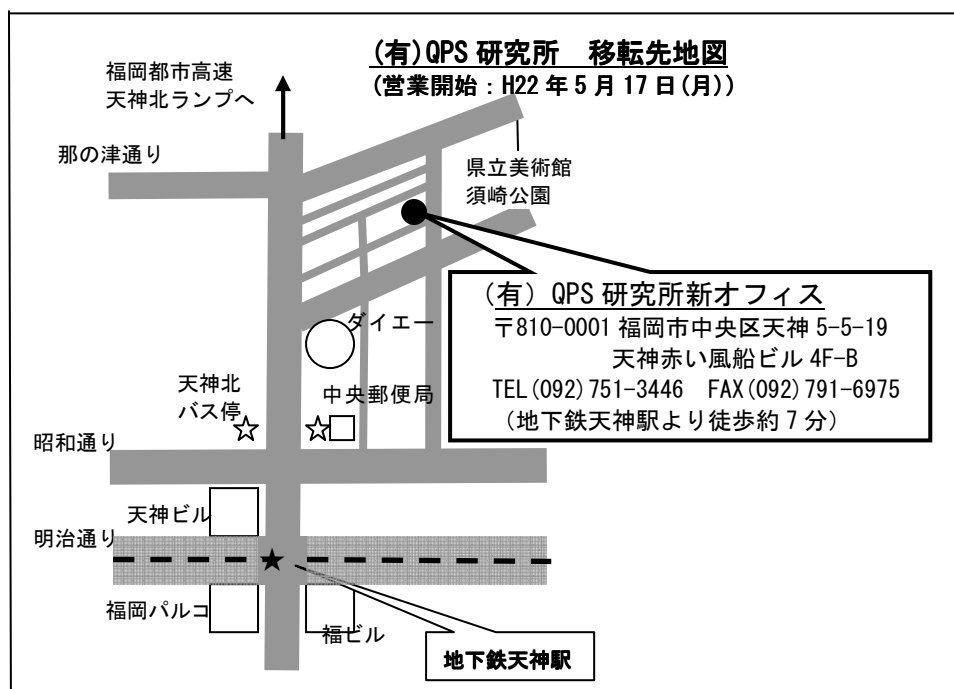 (有)QPS 研究所　移転先地図
(営業開始：H22 年 5 月 17 日(月))
福岡都市高速
天神北ランプへ
那の津通り
県立美術館
須崎公園
(有) QPS 研究所新オフィス
〒810-0001 福岡市中央区天神 5-5-19
天神赤い風船ビル 4F-B
TEL(092)751-3446　FAX(092)791-6975
（地下鉄天神駅より徒歩約 7 分）
ダイエー
天神北
バス停
中央郵便局
昭和通り
天神ビル
明治通り
福岡パルコ
福ビル
地下鉄天神駅